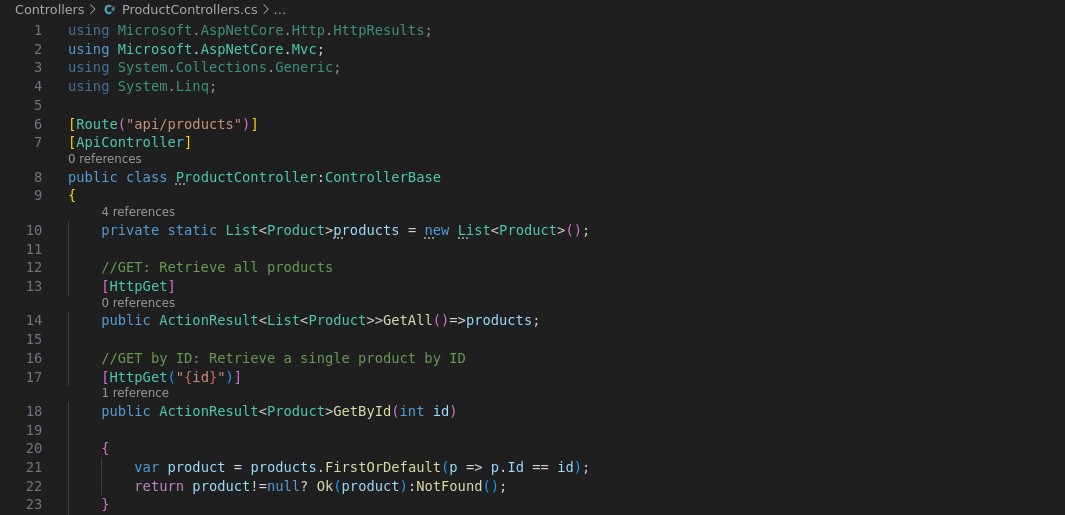 Controllers > C# ProductControllers.cs > ...
1 using Microsoft.AspNetCore.Http.HttpResults;
2 using Microsoft.AspNetCore.Mvc;
3 using System.Collections.Generic;
4 using System.Linq;
5
6 [Route("api/products")]
7 [ApiController]
0 references
8 public class ProductController:ControllerBase
9 {
4 references
10 private static List<Product>products = new List<Product>();
11
12 //GET: Retrieve all products
13 [HttpGet]
0 references
14 public ActionResult<List<Product>>GetAll()=>products;
15
16 //GET by ID: Retrieve a single product by ID
17 [HttpGet("{id}")]
1 reference
18 public ActionResult<Product>GetById(int id)
19
20 {
21 var product = products.FirstOrDefault(p => p.Id == id);
22 return product!=null? Ok(product):NotFound();
23 }